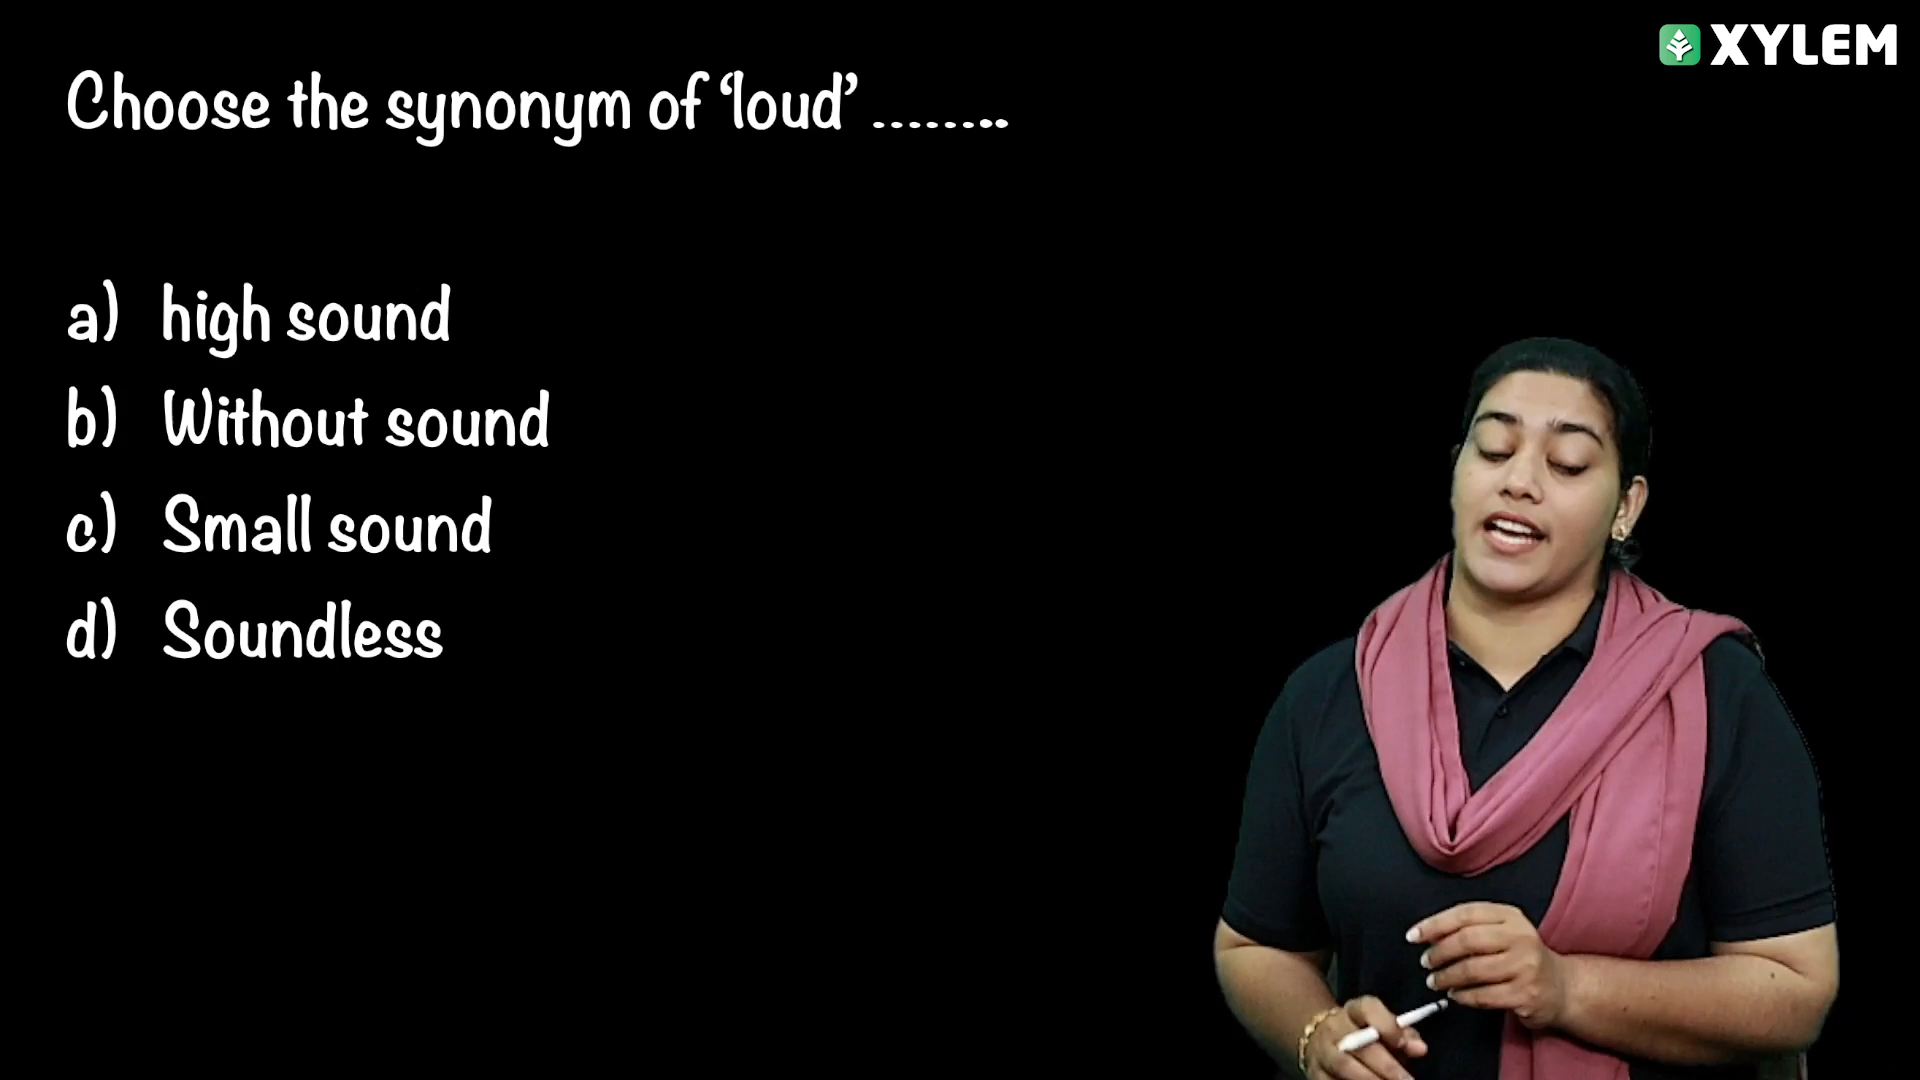 XYLEM
Choose the synonym of ‘loud’ ........
a) high sound
b) Without sound
c) Small sound
d) Soundless